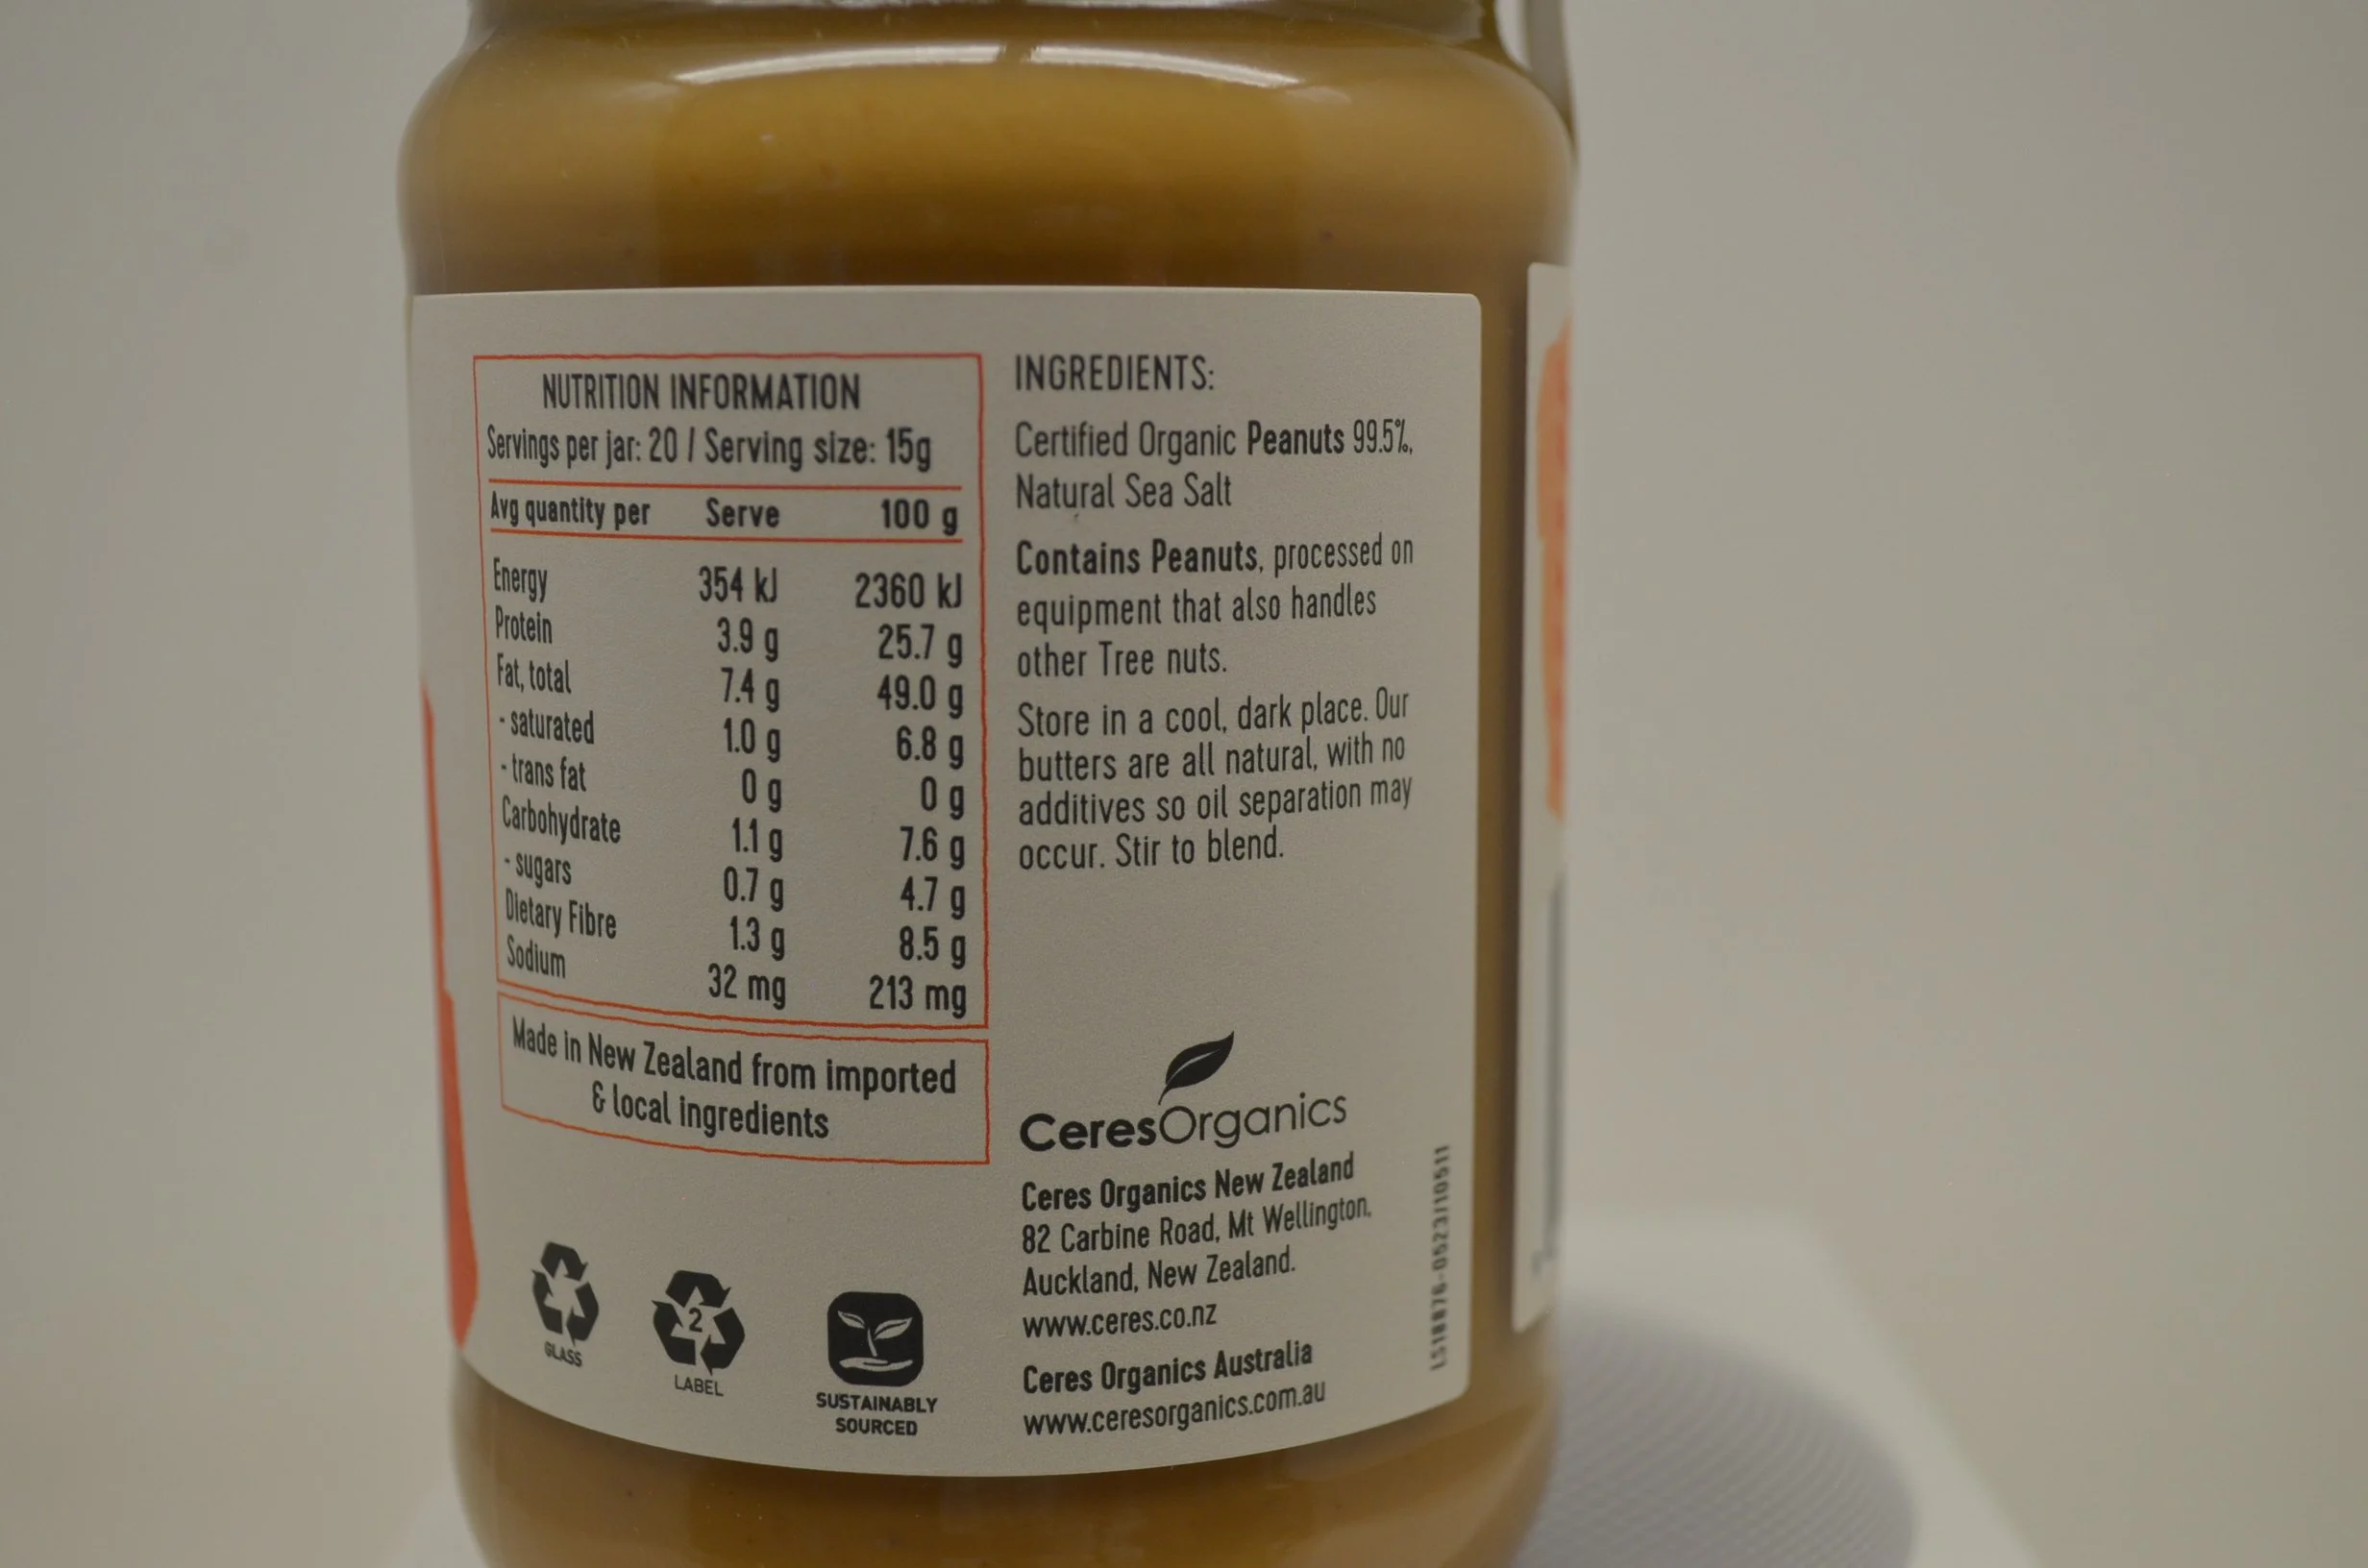 NUTRITION INFORMATION
Servings per jar: 20 / Serving size: 15g
Avg quantity per Serve 100 g
Energy 354 kJ 2360 kJ
Protein 3.9 g 25.7 g
Fat, total 7.4 g 49.0 g
- saturated 1.0 g 6.8 g
- trans fat 0 g 0 g
Carbohydrate 1.1 g 7.6 g
- sugars 0.7 g 4.7 g
Dietary Fibre 1.3 g 8.5 g
Sodium 32 mg 213 mg
Made in New Zealand from imported
& local ingredients
GLASS
2
LABEL
SUSTAINABLY
SOURCED
INGREDIENTS:
Certified Organic Peanuts 99.5%,
Natural Sea Salt
Contains Peanuts, processed on
equipment that also handles
other Tree nuts.
Store in a cool, dark place. Our
butters are all natural, with no
additives so oil separation may
occur. Stir to blend.
CeresOrganics
Ceres Organics New Zealand
82 Carbine Road, Mt Wellington,
Auckland, New Zealand.
www.ceres.co.nz
Ceres Organics Australia
www.ceresorganics.com.au